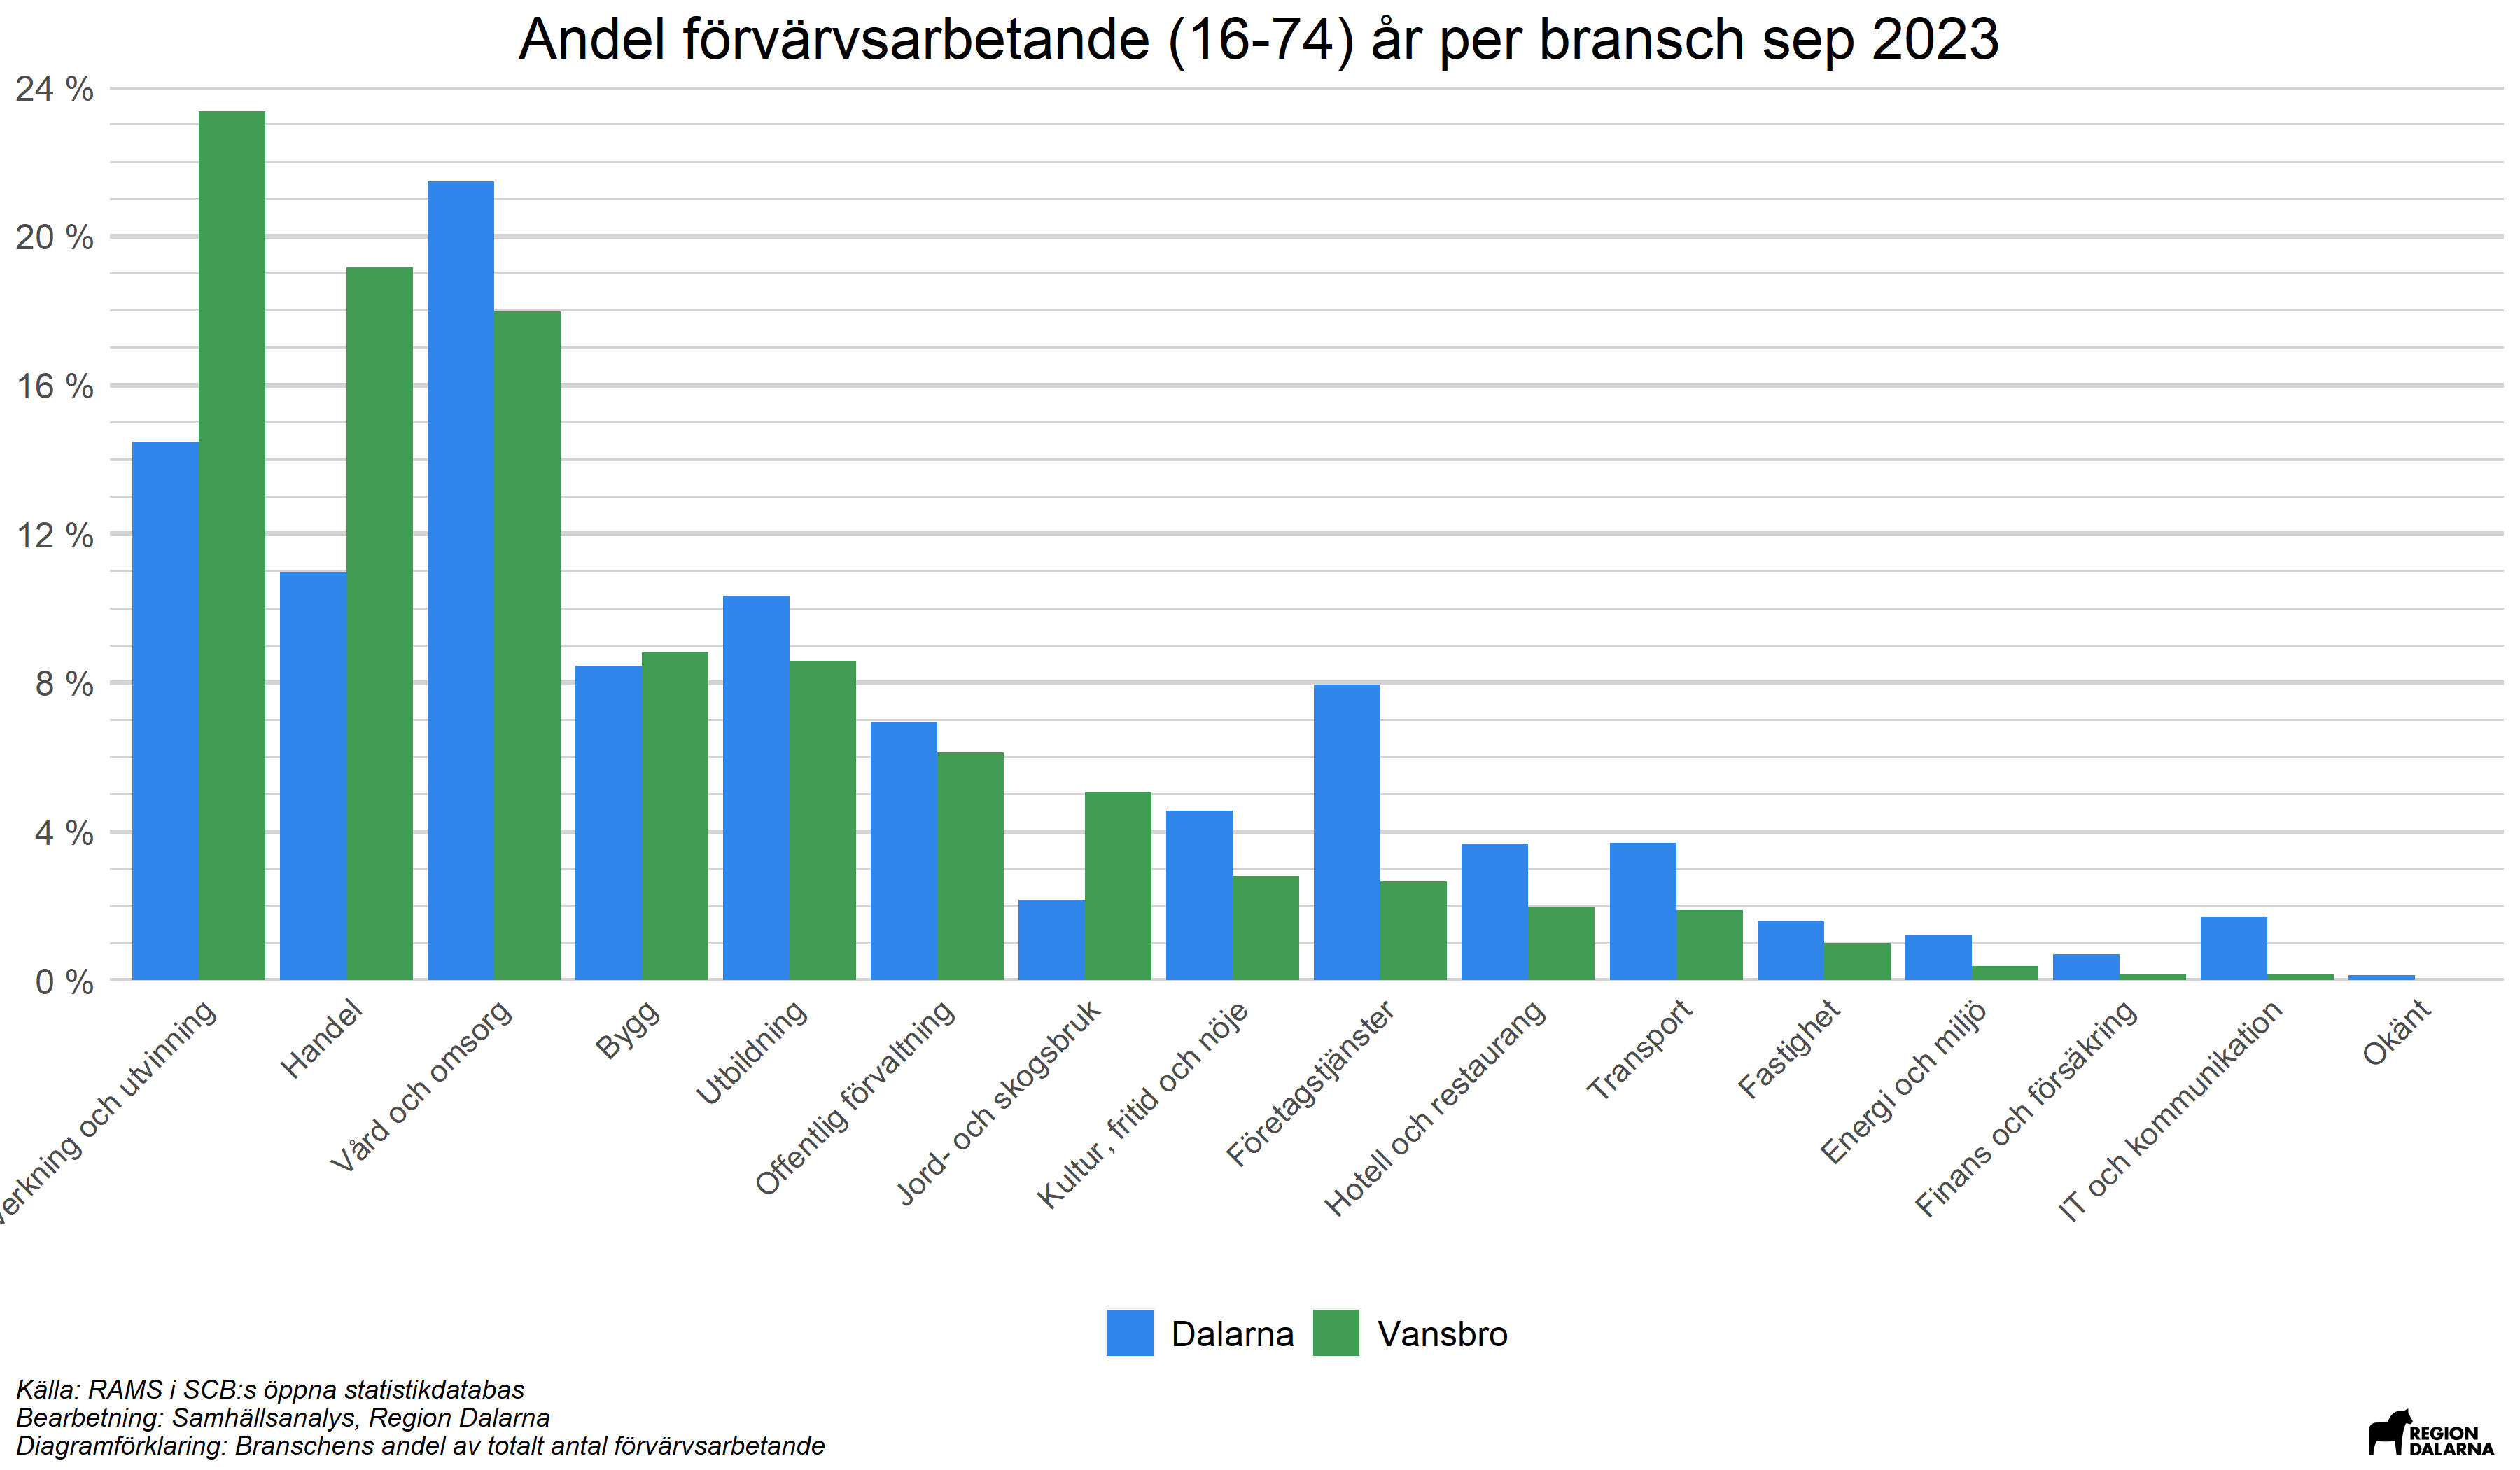 Andel förvärvsarbetande (16-74) år per bransch sep 2023
24 %
20 %
16 %
12 %
8 %
4 %
0 %
verkning och utvinning
Handel
Vård och omsorg
Bygg
Utbildning
Offentlig förvaltning
Jord- och skogsbruk
Kultur, fritid och nöje
Företagstjänster
Hotell och restaurang
Transport
Fastighet
Energi och miljö
Finans och försäkring
IT och kommunikation
Okänt
Dalarna
Vansbro
Källa: RAMS i SCB:s öppna statistikdatabas
Bearbetning: Samhällsanalys, Region Dalarna
Diagramförklaring: Branschens andel av totalt antal förvärvsarbetande
REGION
DALARNA